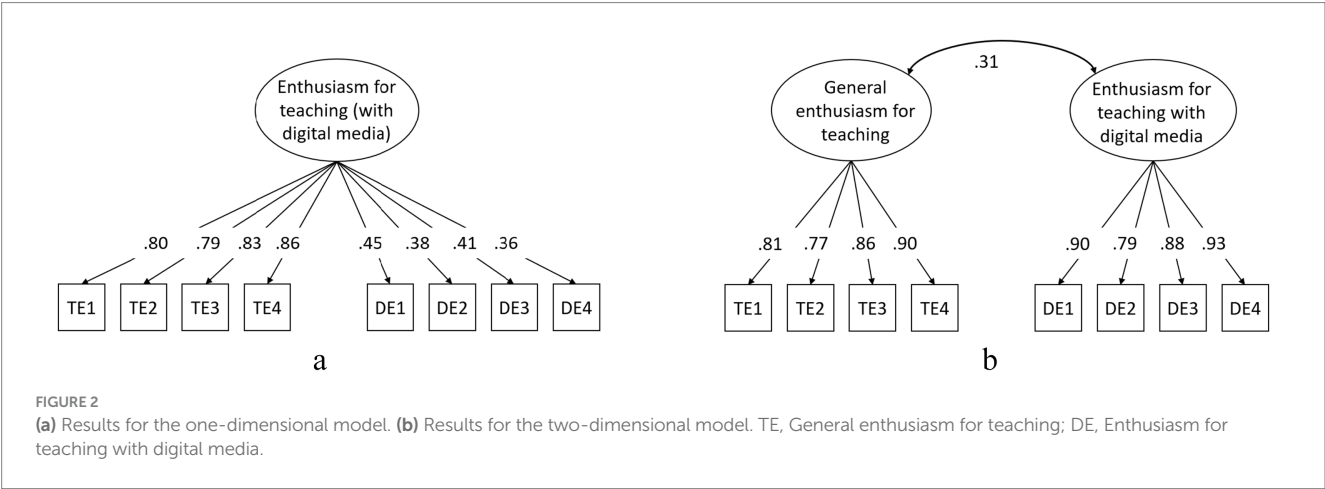 Enthusiasm for
teaching (with
digital media)
.80 .79 .83 .86 .45 .38 .41 .36
TE1 TE2 TE3 TE4 DE1 DE2 DE3 DE4
a
.31
General
enthusiasm for
teaching
Enthusiasm for
teaching with
digital media
.81 .77 .86 .90 .90 .79 .88 .93
TE1 TE2 TE3 TE4 DE1 DE2 DE3 DE4
b
FIGURE 2
(a) Results for the one-dimensional model. (b) Results for the two-dimensional model. TE, General enthusiasm for teaching; DE, Enthusiasm for
teaching with digital media.